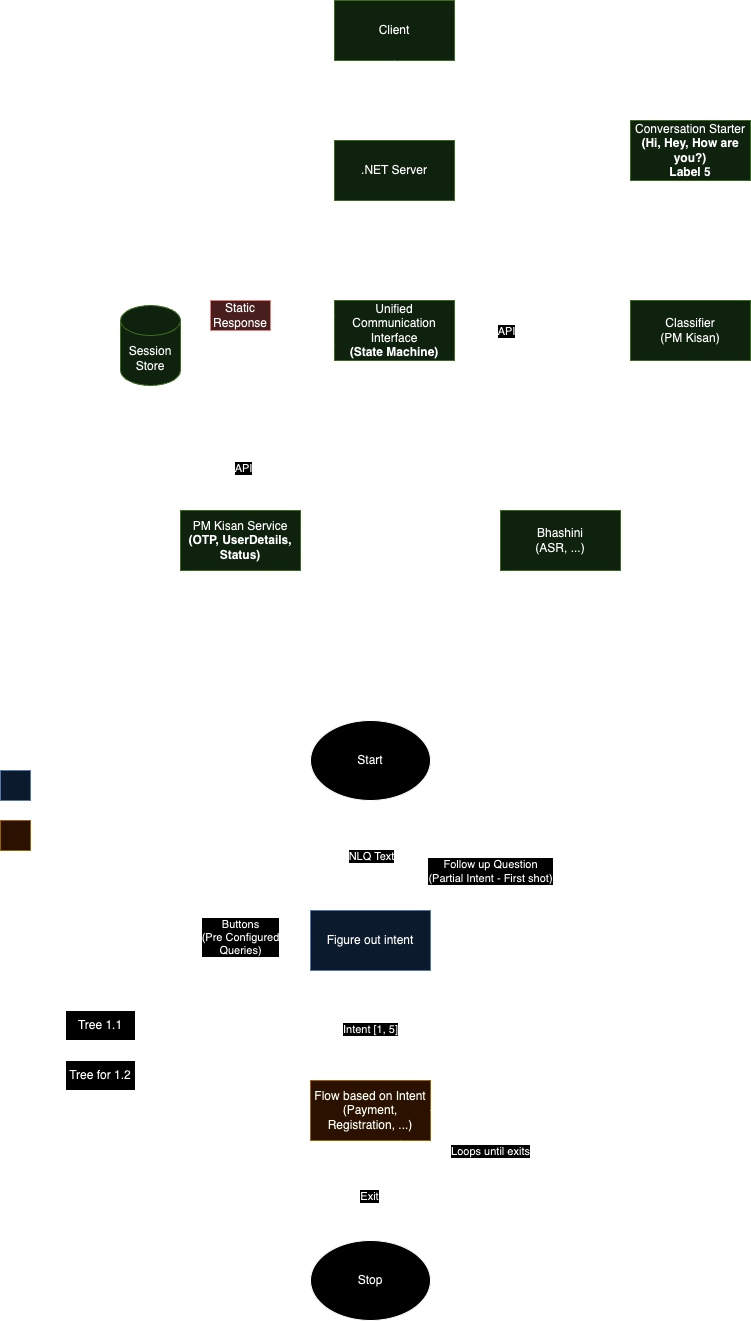 Client
Conversation Starter
(Hi, Hey, How are
you?)
Label 5
.NET Server
Static
Response
Unified
Communication
Interface
(State Machine)
API
Classifier
(PM Kisan)
Session
Store
API
PM Kisan Service
(OTP, UserDetails,
Status)
Bhashini
(ASR, ...)
Start
NLQ Text
Follow up Question
(Partial Intent - First shot)
Buttons
(Pre Configured
Queries)
Figure out intent
Tree 1.1
Intent [1, 5]
Tree for 1.2
Flow based on Intent
(Payment,
Registration, ...)
Loops until exits
Exit
Stop